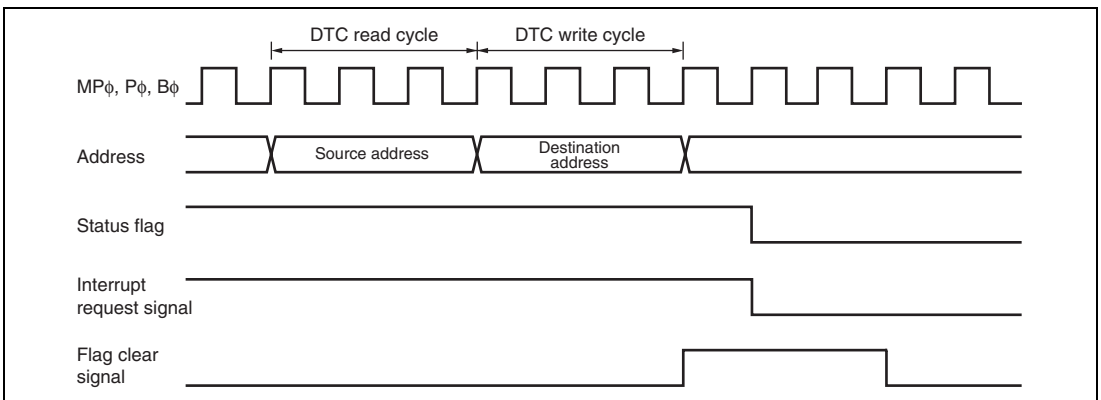 DTC read cycle DTC write cycle
MPϕ, Pϕ, Bϕ
Address
Source address
Destination
address
Status flag
Interrupt
request signal
Flag clear
signal